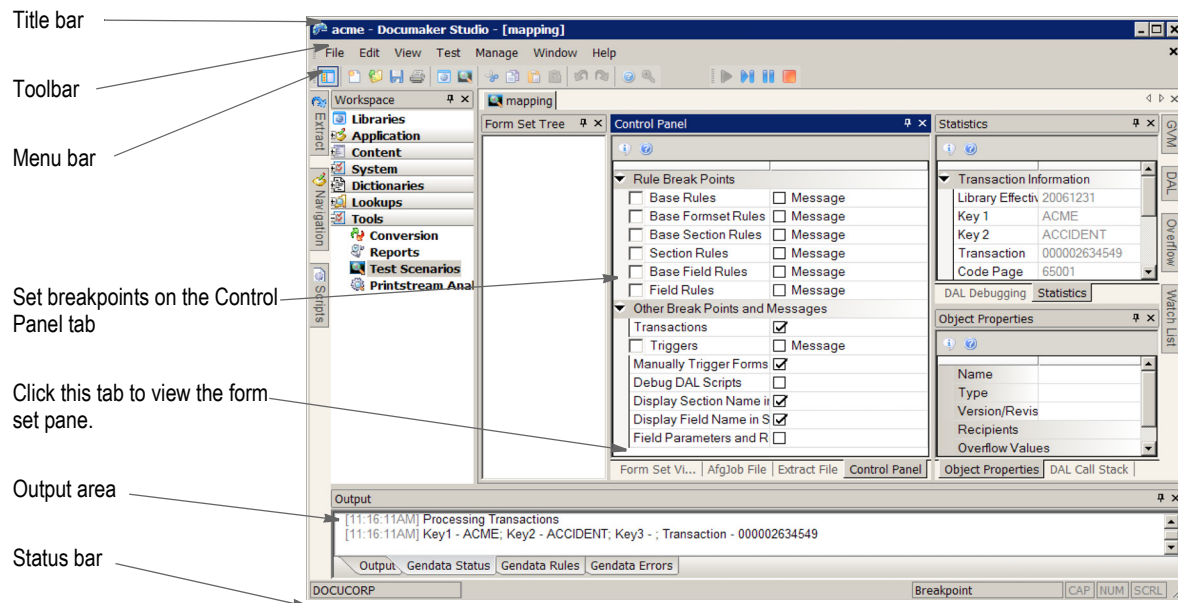 Title bar
Toolbar
Menu bar
Set breakpoints on the Control
Panel tab
Click this tab to view the form
set pane.
Output area
Status bar
acme - Documaker Studio - [mapping]
File Edit View Test Manage Window Help
Extract
Navigation
Scripts
Workspace
Libraries
Application
Content
System
Dictionaries
Lookups
Tools
Conversion
Reports
Test Scenarios
Printstream Anal
mapping
Form Set Tree
Control Panel
Rule Break Points
Base Rules Message
Base Formset Rules Message
Base Section Rules Message
Section Rules Message
Base Field Rules Message
Field Rules Message
Other Break Points and Messages
Transactions
Triggers Message
Manually Trigger Forms
Debug DAL Scripts
Display Section Name in
Display Field Name in S
Field Parameters and R
Form Set Vi... AfgJob File Extract File Control Panel
Statistics
Transaction Information
Library Effectiv 20061231
Key 1 ACME
Key 2 ACCIDENT
Transaction 000002634549
Code Page 65001
DAL Debugging Statistics
Object Properties
Name
Type
Version/Revis
Recipients
Overflow Values
Object Properties DAL Call Stack
GVM
DAL
Overflow
Watch List
Output
[11:16:11AM] Processing Transactions
[11:16:11AM] Key1 - ACME; Key2 - ACCIDENT; Key3 - ; Transaction - 000002634549
Output Gendata Status Gendata Rules Gendata Errors
DOCUCORP Breakpoint CAP NUM SCRL